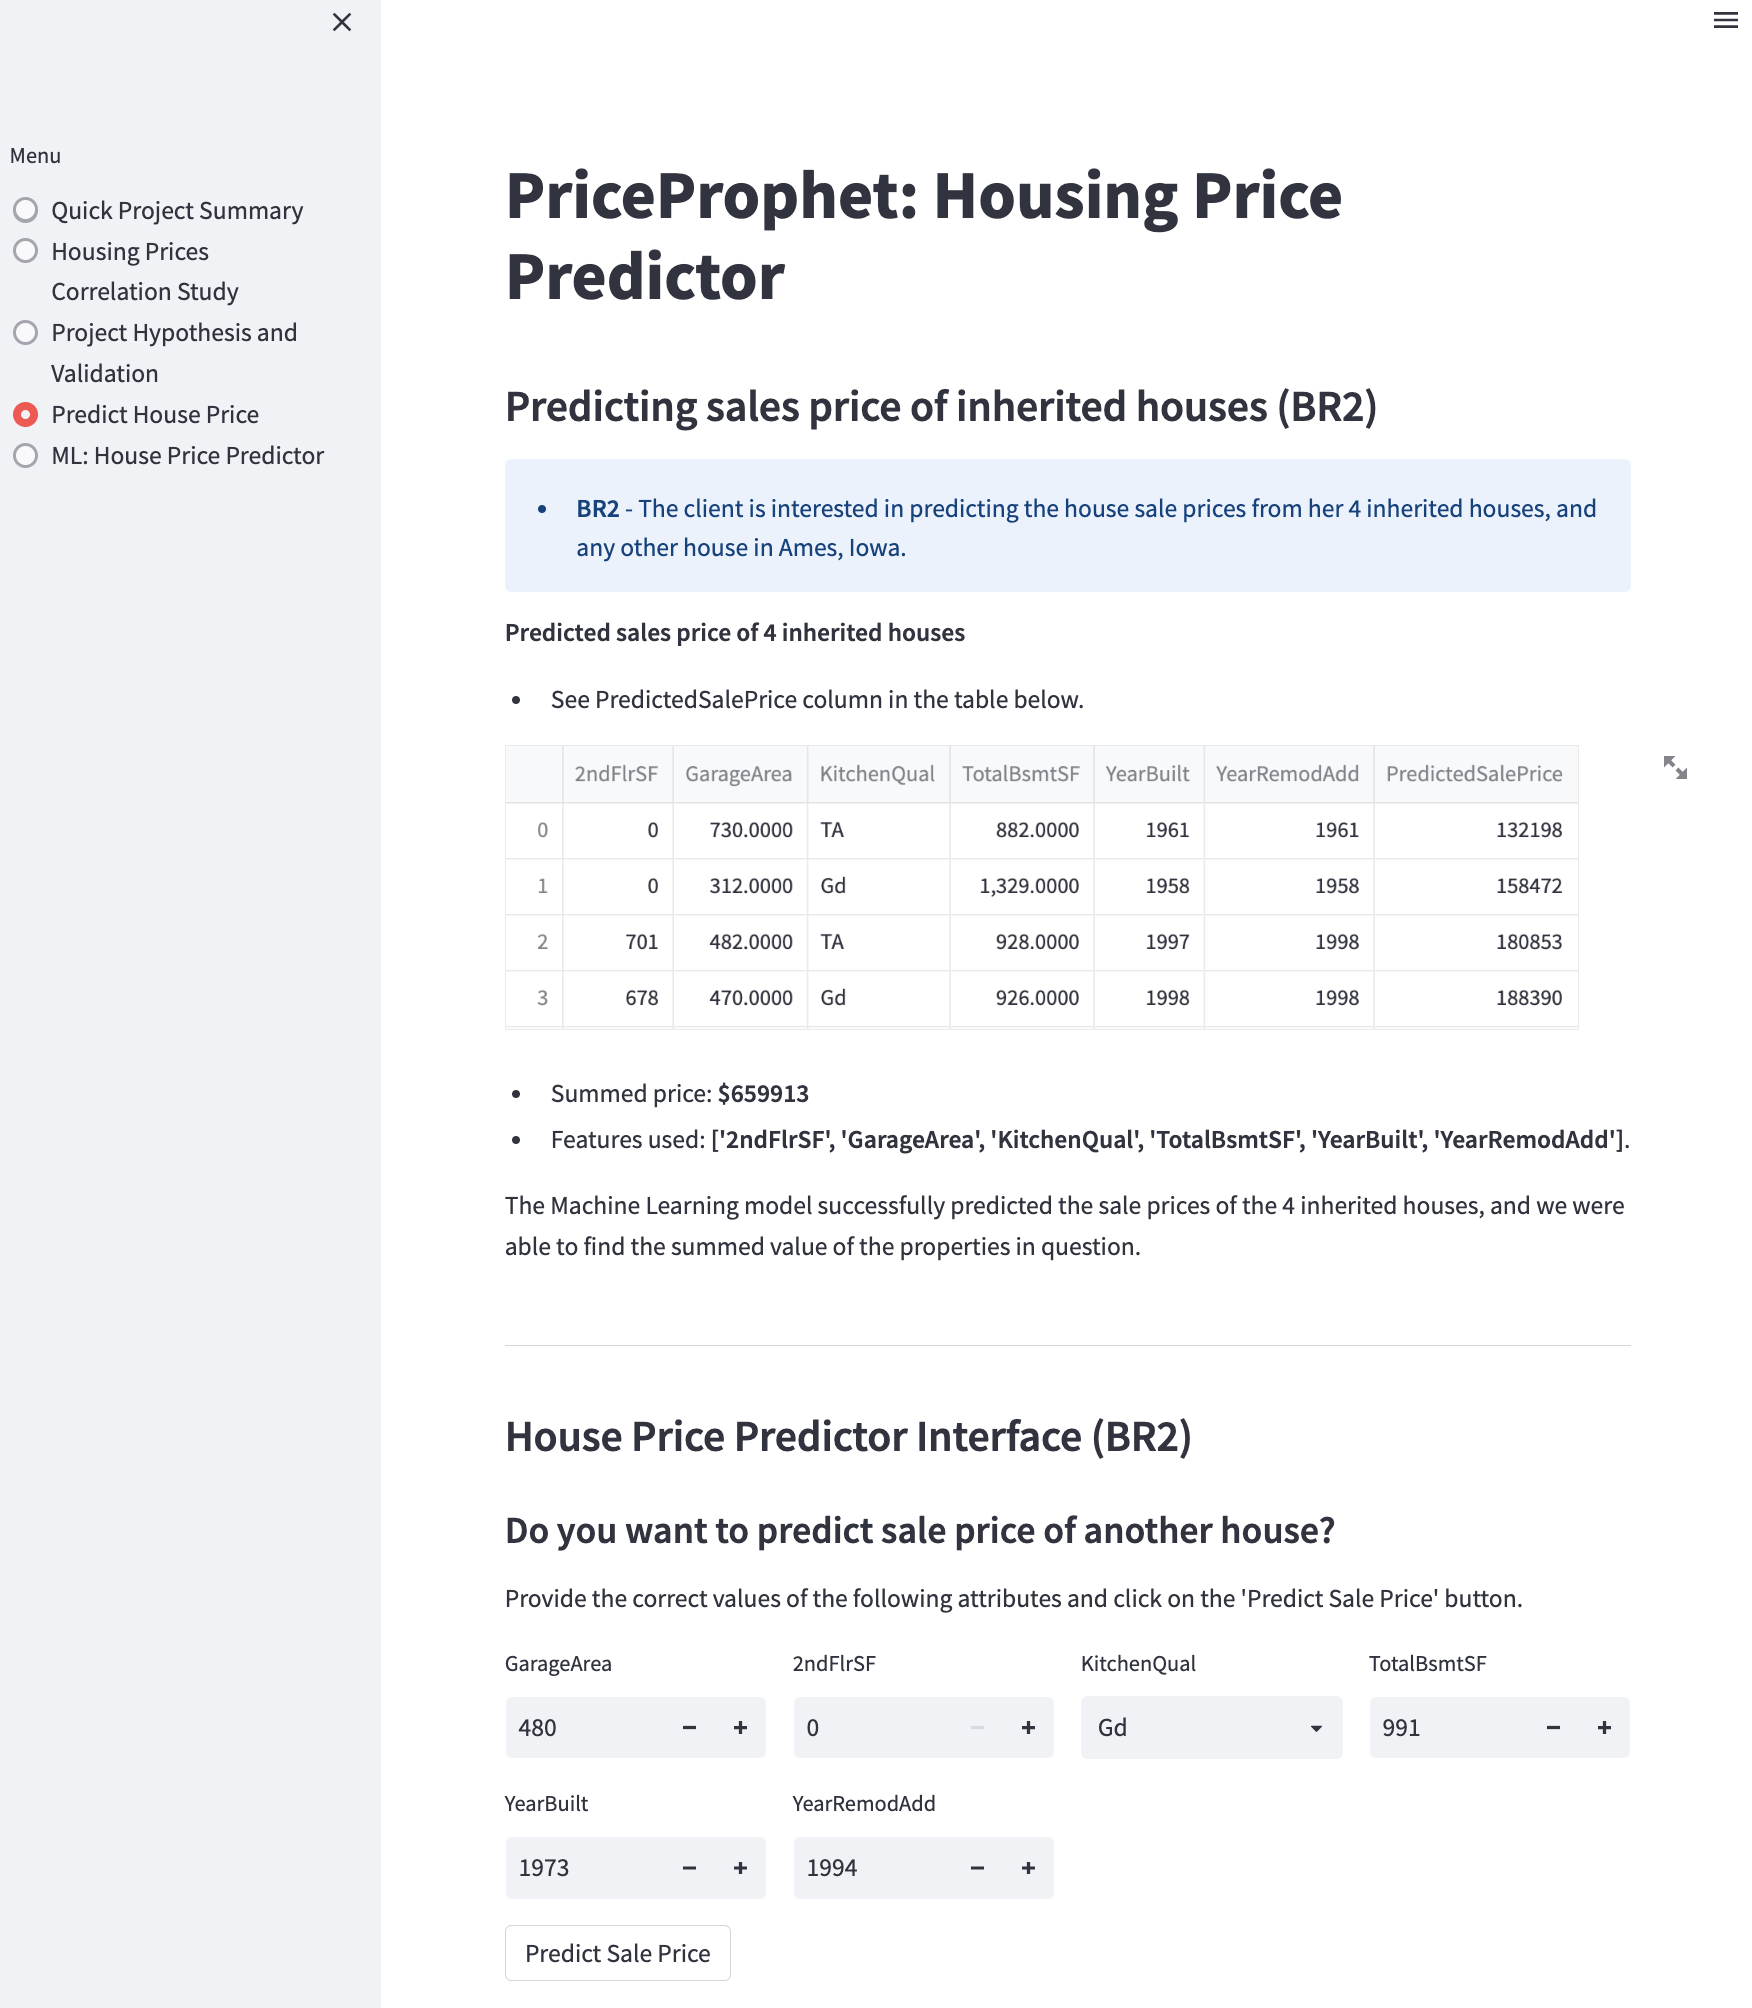 Menu
Quick Project Summary
Housing Prices
Correlation Study
Project Hypothesis and
Validation
Predict House Price
ML: House Price Predictor
PriceProphet: Housing Price
Predictor
Predicting sales price of inherited houses (BR2)
• BR2 - The client is interested in predicting the house sale prices from her 4 inherited houses, and
any other house in Ames, Iowa.
Predicted sales price of 4 inherited houses
• See PredictedSalePrice column in the table below.
2ndFlrSF GarageArea KitchenQual TotalBsmtSF YearBuilt YearRemodAdd PredictedSalePrice
0 0 730.0000 TA 882.0000 1961 1961 132198
1 0 312.0000 Gd 1,329.0000 1958 1958 158472
2 701 482.0000 TA 928.0000 1997 1998 180853
3 678 470.0000 Gd 926.0000 1998 1998 188390
• Summed price: $659913
• Features used: ['2ndFlrSF', 'GarageArea', 'KitchenQual', 'TotalBsmtSF', 'YearBuilt', 'YearRemodAdd'].
The Machine Learning model successfully predicted the sale prices of the 4 inherited houses, and we were
able to find the summed value of the properties in question.
House Price Predictor Interface (BR2)
Do you want to predict sale price of another house?
Provide the correct values of the following attributes and click on the 'Predict Sale Price' button.
GarageArea 2ndFlrSF KitchenQual TotalBsmtSF
480 − + 0 − + Gd 991 − +
YearBuilt YearRemodAdd
1973 − + 1994 − +
Predict Sale Price